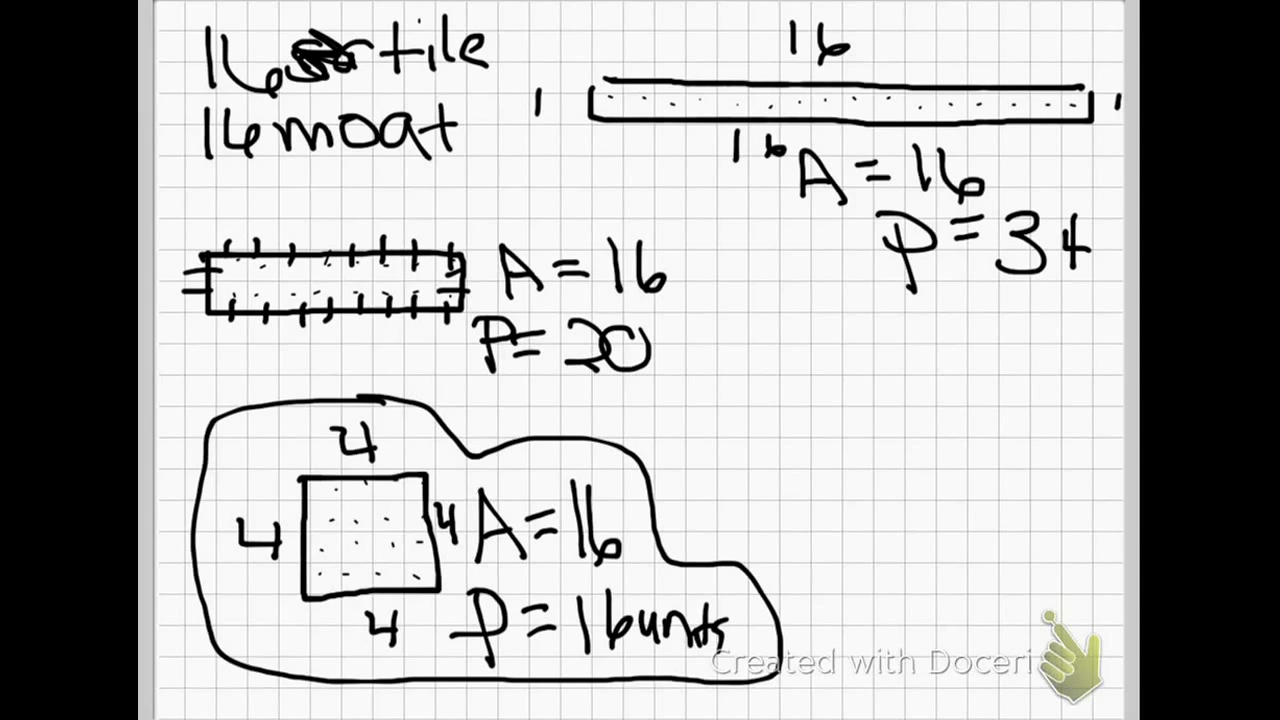 16 tile
16 moat
16
1
1
16
A = 16
P = 34
A = 16
P = 20
4
4
4
A = 16
4
P = 16 units
Created with Doceri